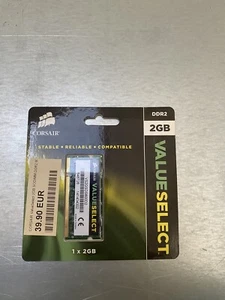 CORSAIR
DDR2
2GB
STABLE • RELIABLE • COMPATIBLE
VALUESELECT
VALUESELECT
39.90 EUR
1 x 2GB